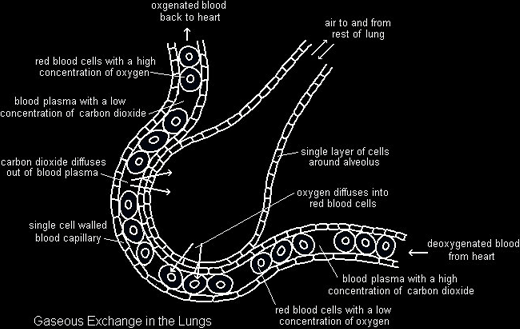 oxgenated blood
back to heart
air to and from
rest of lung
red blood cells with a high
concentration of oxygen
blood plasma with a low
concentration of carbon dioxide
single layer of cells
around alveolus
carbon dioxide diffuses
out of blood plasma
oxygen diffuses into
red blood cells
single cell walled
blood capillary
deoxygenated blood
from heart
blood plasma with a high
concentration of carbon dioxide
red blood cells with a low
concentration of oxygen
Gaseous Exchange in the Lungs